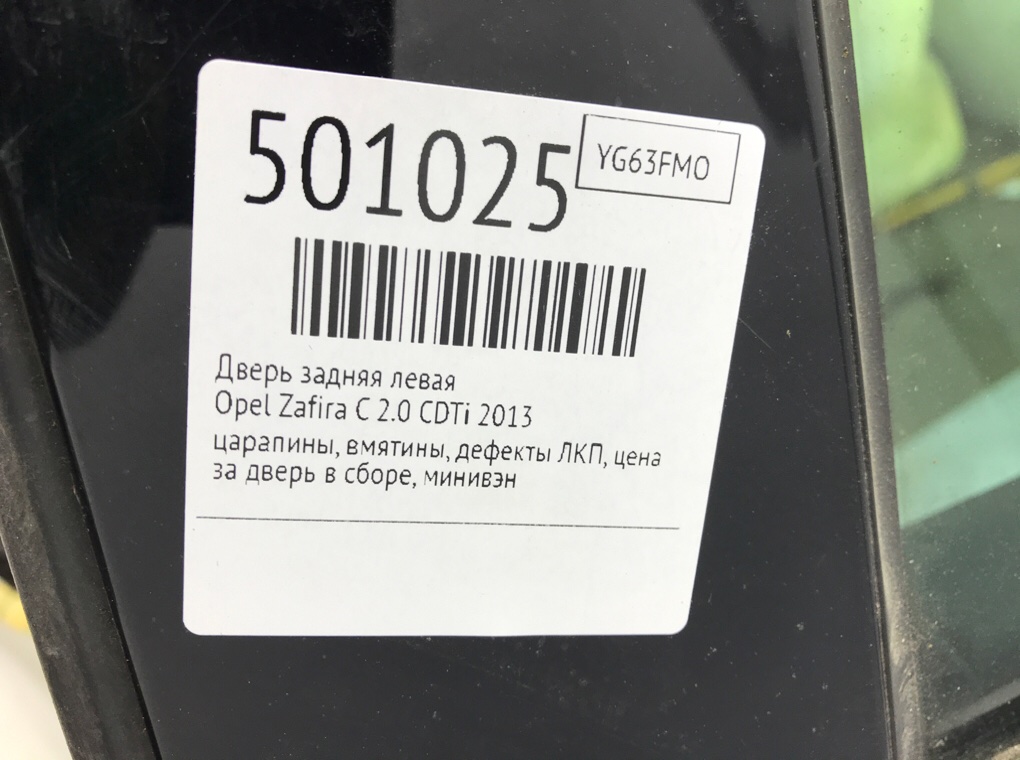 501025
YG63FMO
Дверь задняя левая
Opel Zafira C 2.0 CDTi 2013
царапины, вмятины, дефекты ЛКП, цена
за дверь в сборе, минивэн